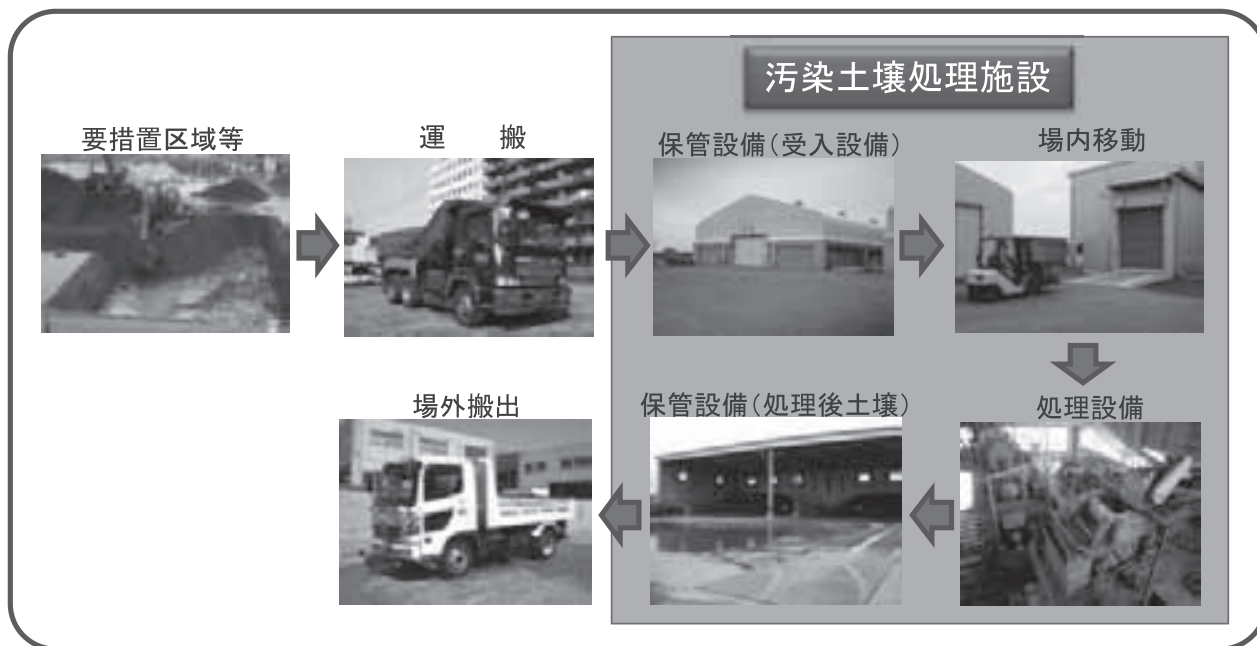 汚染土壌処理施設
要措置区域等
運　搬
保管設備(受入設備)
場内移動
場外搬出
保管設備(処理後土壌)
処理設備